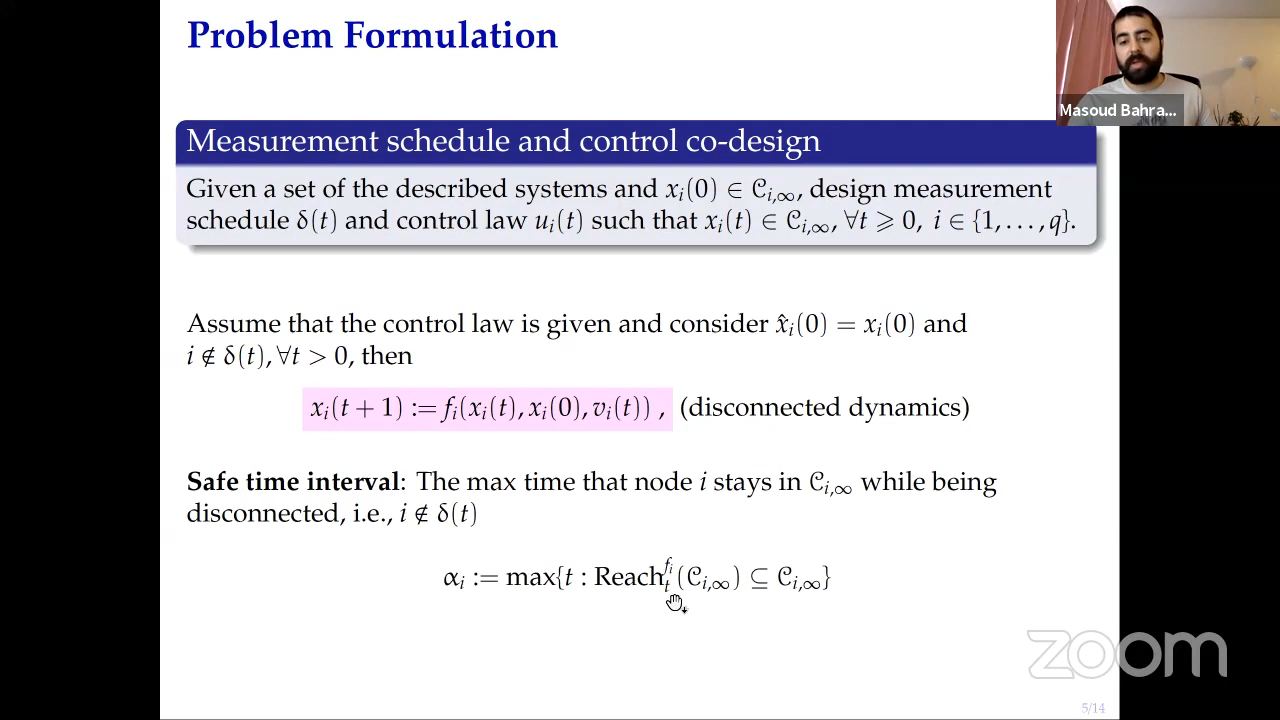 Problem Formulation
Masoud Bahra...
Measurement schedule and control co-design
Given a set of the described systems and xᵢ(0) ∈ 𝒞ᵢ,∞, design measurement
schedule δ(t) and control law uᵢ(t) such that xᵢ(t) ∈ 𝒞ᵢ,∞, ∀t ⩾ 0, i ∈ {1, . . . , q}.
Assume that the control law is given and consider x̂ᵢ(0) = xᵢ(0) and
i ∉ δ(t), ∀t > 0, then
xᵢ(t + 1) := fᵢ(xᵢ(t), xᵢ(0), vᵢ(t)) , (disconnected dynamics)
Safe time interval: The max time that node i stays in 𝒞ᵢ,∞ while being
disconnected, i.e., i ∉ δ(t)
αᵢ := max{t : Reachₜ^{fᵢ}(𝒞ᵢ,∞) ⊆ 𝒞ᵢ,∞}
zoom
5/14